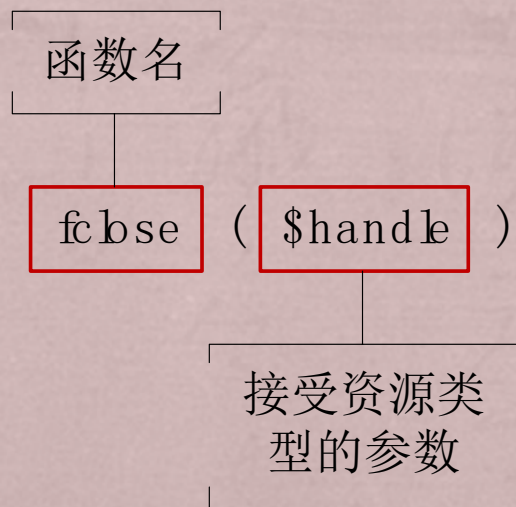 函数名
fclose ( $handle )
接受资源类
型的参数